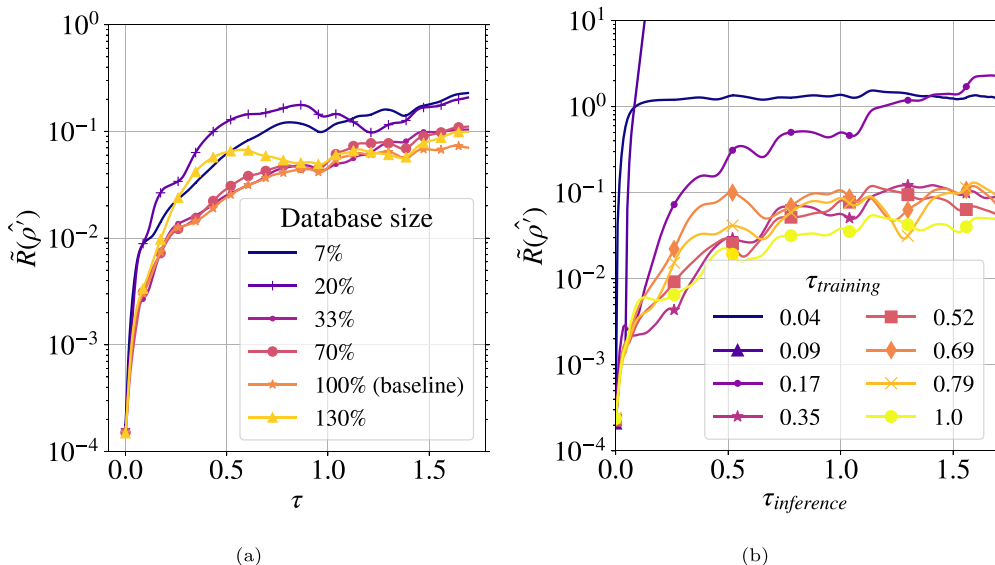 10^0
10^-1
10^-2
10^-3
10^-4
R̃(ρ̂′)
0.0 0.5 1.0 1.5
τ
Database size
7%
20%
33%
70%
100% (baseline)
130%
(a)
10^1
10^0
10^-1
10^-2
10^-3
10^-4
R̃(ρ̂′)
0.0 0.5 1.0 1.5
τ_inference
τ_training
0.04 0.52
0.09 0.69
0.17 0.79
0.35 1.0
(b)